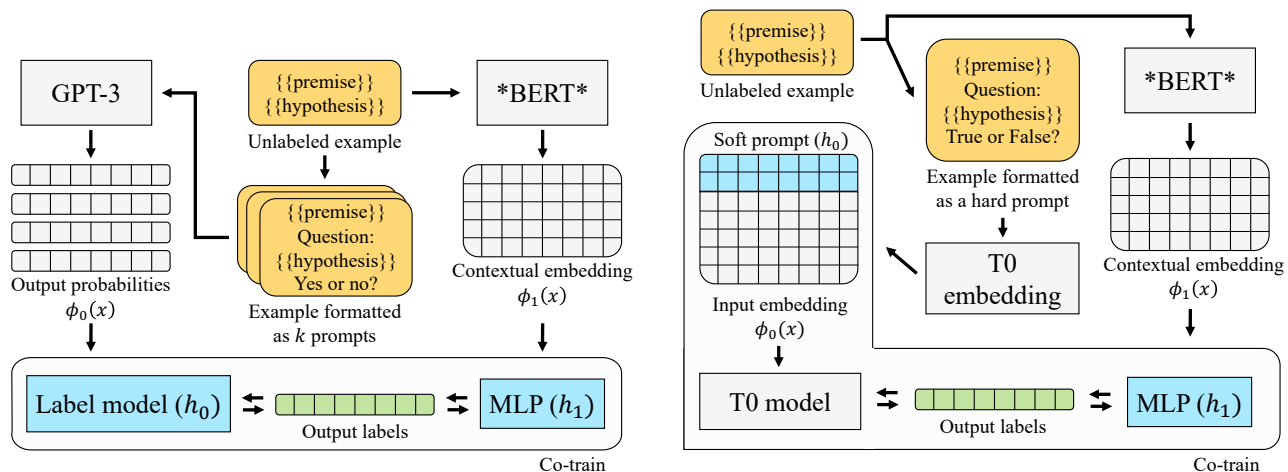 GPT-3
{{premise}}
{{hypothesis}}
Unlabeled example
*BERT*
{{premise}}
Question:
{{hypothesis}}
Yes or no?
Example formatted
as k prompts
Output probabilities
ϕ₀(x)
Contextual embedding
ϕ₁(x)
Label model (h₀)
Output labels
MLP (h₁)
Co-train
{{premise}}
{{hypothesis}}
Unlabeled example
{{premise}}
Question:
{{hypothesis}}
True or False?
Example formatted
as a hard prompt
*BERT*
Soft prompt (h₀)
T0
embedding
Contextual embedding
ϕ₁(x)
Input embedding
ϕ₀(x)
T0 model
Output labels
MLP (h₁)
Co-train